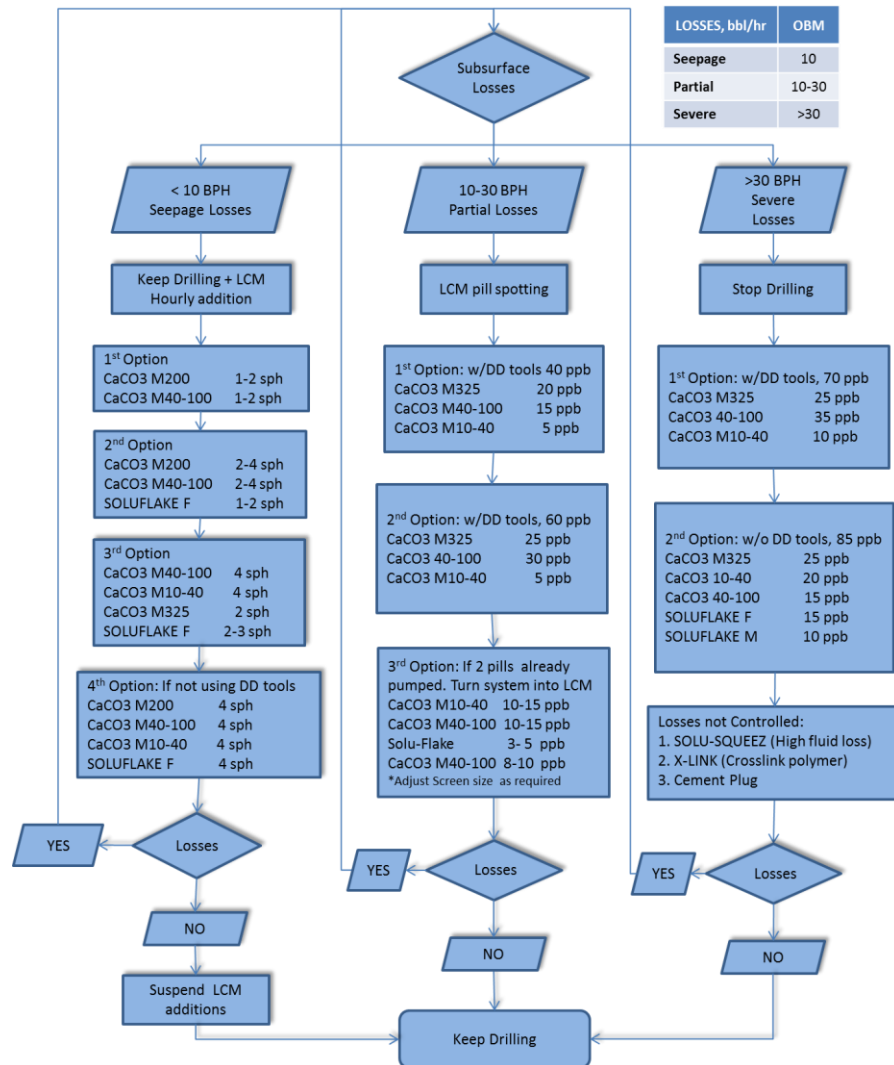 Subsurface
Losses
LOSSES, bbl/hr OBM
Seepage 10
Partial 10-30
Severe >30
< 10 BPH
Seepage Losses
10-30 BPH
Partial Losses
>30 BPH
Severe
Losses
Keep Drilling + LCM
Hourly addition
LCM pill spotting
Stop Drilling
1st Option
CaCO3 M200 1-2 sph
CaCO3 M40-100 1-2 sph
2nd Option
CaCO3 M200 2-4 sph
CaCO3 M40-100 2-4 sph
SOLUFLAKE F 1-2 sph
3rd Option
CaCO3 M40-100 4 sph
CaCO3 M10-40 4 sph
CaCO3 M325 2 sph
SOLUFLAKE F 2-3 sph
4th Option: If not using DD tools
CaCO3 M200 4 sph
CaCO3 M40-100 4 sph
CaCO3 M10-40 4 sph
SOLUFLAKE F 4 sph
1st Option: w/DD tools 40 ppb
CaCO3 M325 20 ppb
CaCO3 M40-100 15 ppb
CaCO3 M10-40 5 ppb
2nd Option: w/DD tools, 60 ppb
CaCO3 M325 25 ppb
CaCO3 40-100 30 ppb
CaCO3 M10-40 5 ppb
3rd Option: If 2 pills already
pumped. Turn system into LCM
CaCO3 M10-40 10-15 ppb
CaCO3 M40-100 10-15 ppb
Solu-Flake 3- 5 ppb
CaCO3 M40-100 8-10 ppb
*Adjust Screen size as required
1st Option: w/DD tools, 70 ppb
CaCO3 M325 25 ppb
CaCO3 40-100 35 ppb
CaCO3 M10-40 10 ppb
2nd Option: w/o DD tools, 85 ppb
CaCO3 M325 25 ppb
CaCO3 10-40 20 ppb
CaCO3 40-100 15 ppb
SOLUFLAKE F 15 ppb
SOLUFLAKE M 10 ppb
Losses not Controlled:
1. SOLU-SQUEEZ (High fluid loss)
2. X-LINK (Crosslink polymer)
3. Cement Plug
YES
Losses
YES
Losses
YES
Losses
NO
NO
NO
Suspend LCM
additions
Keep Drilling